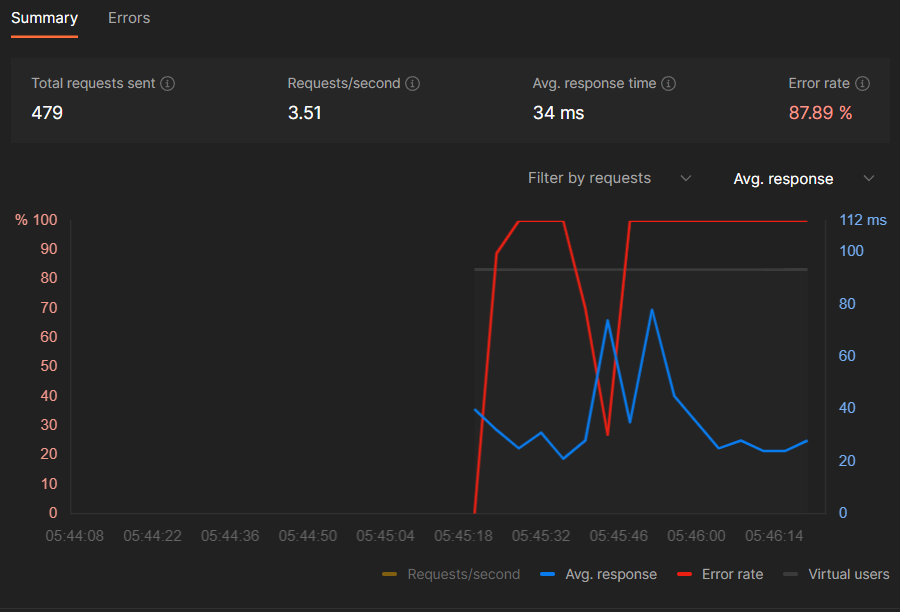 Summary Errors
Total requests sent Requests/second Avg. response time Error rate
479 3.51 34 ms 87.89 %
Filter by requests Avg. response
% 100 112 ms
90 100
80
70 80
60
50 60
40 40
30
20 20
10
0 0
05:44:08 05:44:22 05:44:36 05:44:50 05:45:04 05:45:18 05:45:32 05:45:46 05:46:00 05:46:14
Requests/second Avg. response Error rate Virtual users